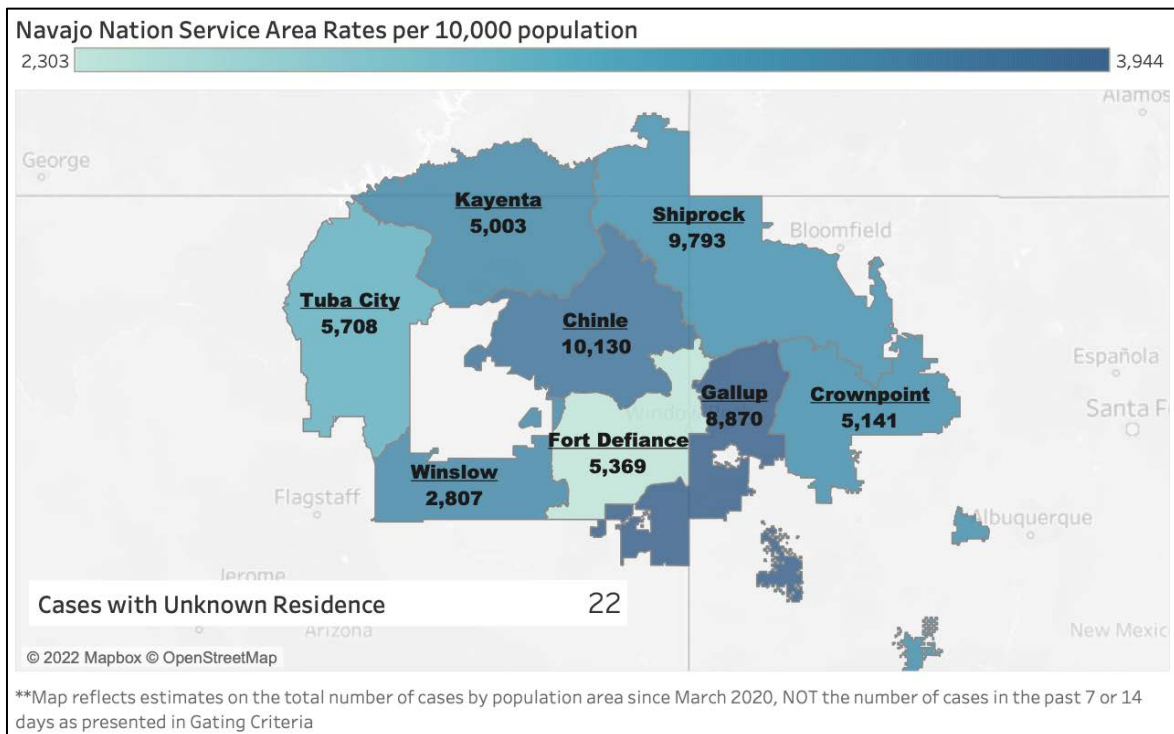 Navajo Nation Service Area Rates per 10,000 population
2,303
3,944
Alamos
George
Kayenta
5,003
Shiprock
9,793
Bloomfield
Tuba City
5,708
Chinle
10,130
Española
Gallup
8,870
Crownpoint
5,141
Santa F
Fort Defiance
5,369
Winslow
2,807
Flagstaff
Albuquerque
Jerome
Cases with Unknown Residence 22
Arizona
New Mexic
© 2022 Mapbox © OpenStreetMap
**Map reflects estimates on the total number of cases by population area since March 2020, NOT the number of cases in the past 7 or 14
days as presented in Gating Criteria